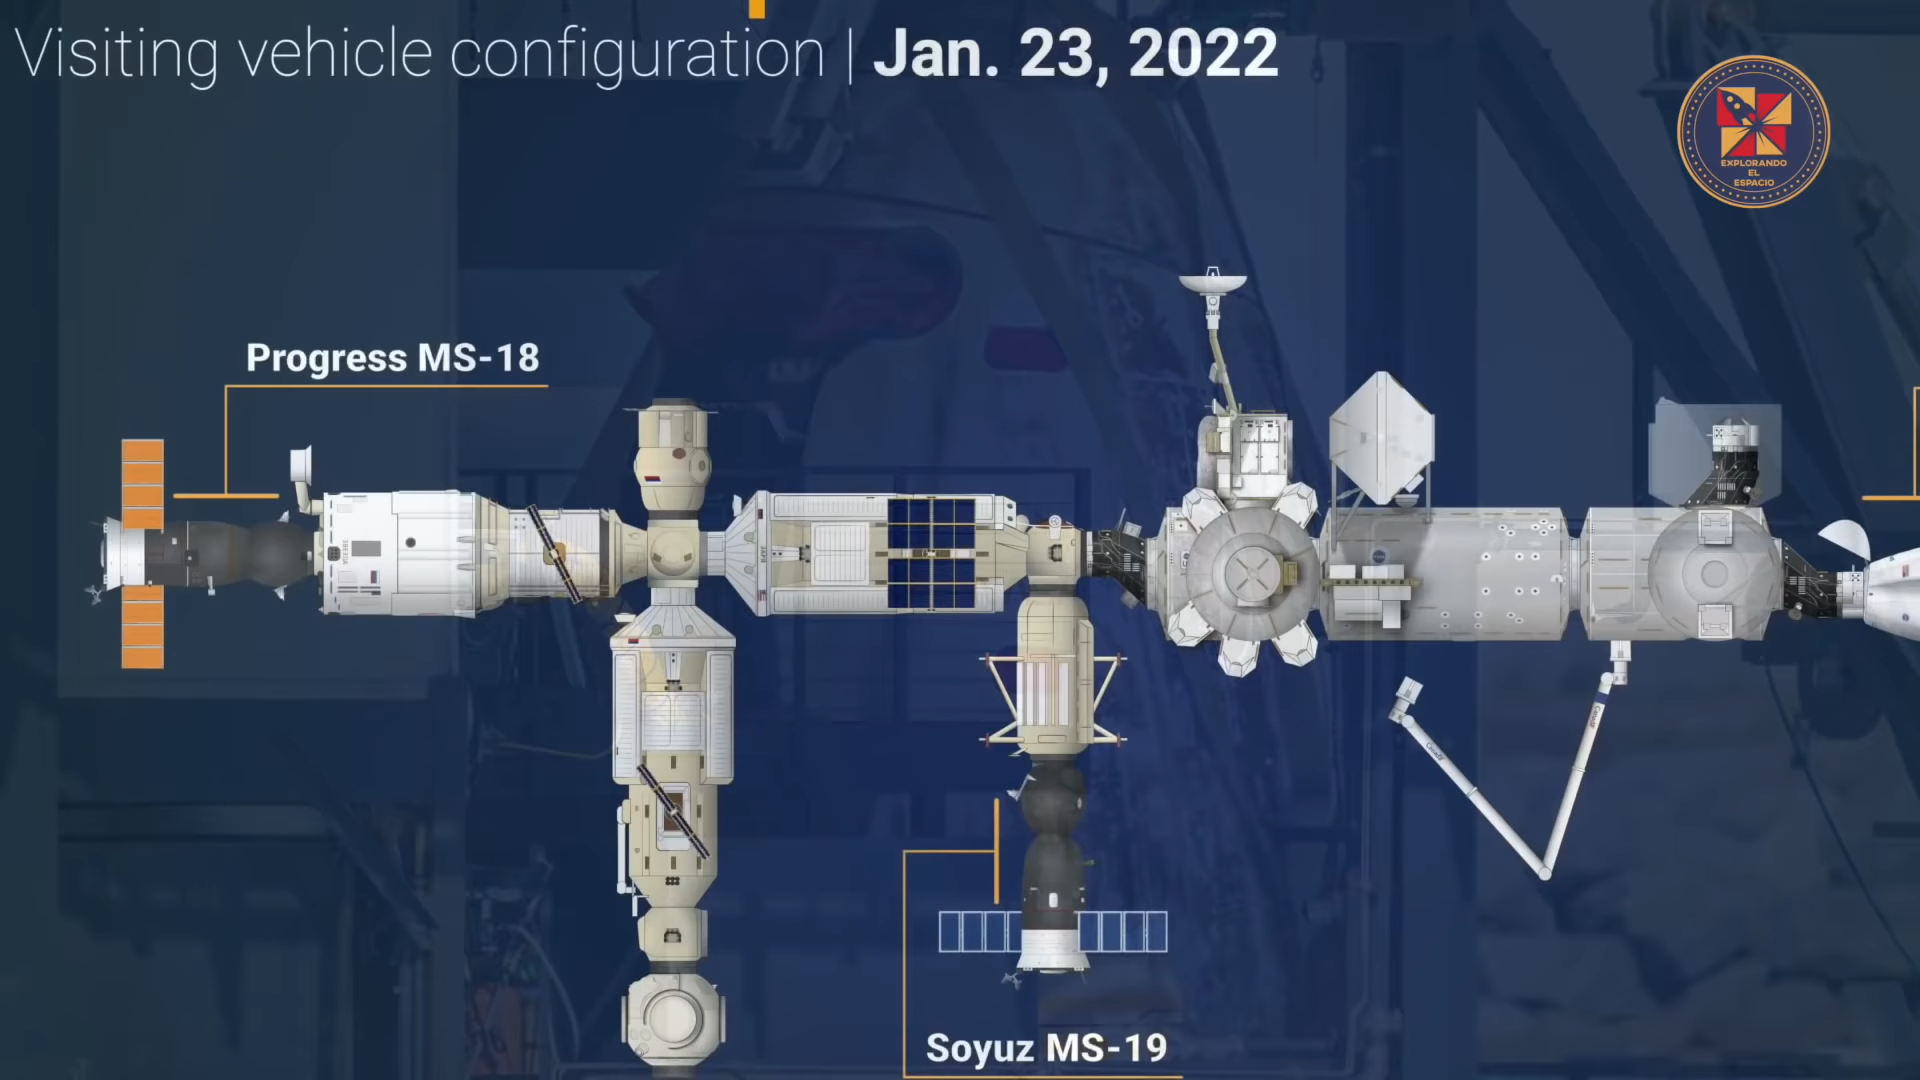 Visiting vehicle configuration | Jan. 23, 2022
EXPLORANDO
EL
ESPACIO
Progress MS-18
Soyuz MS-19